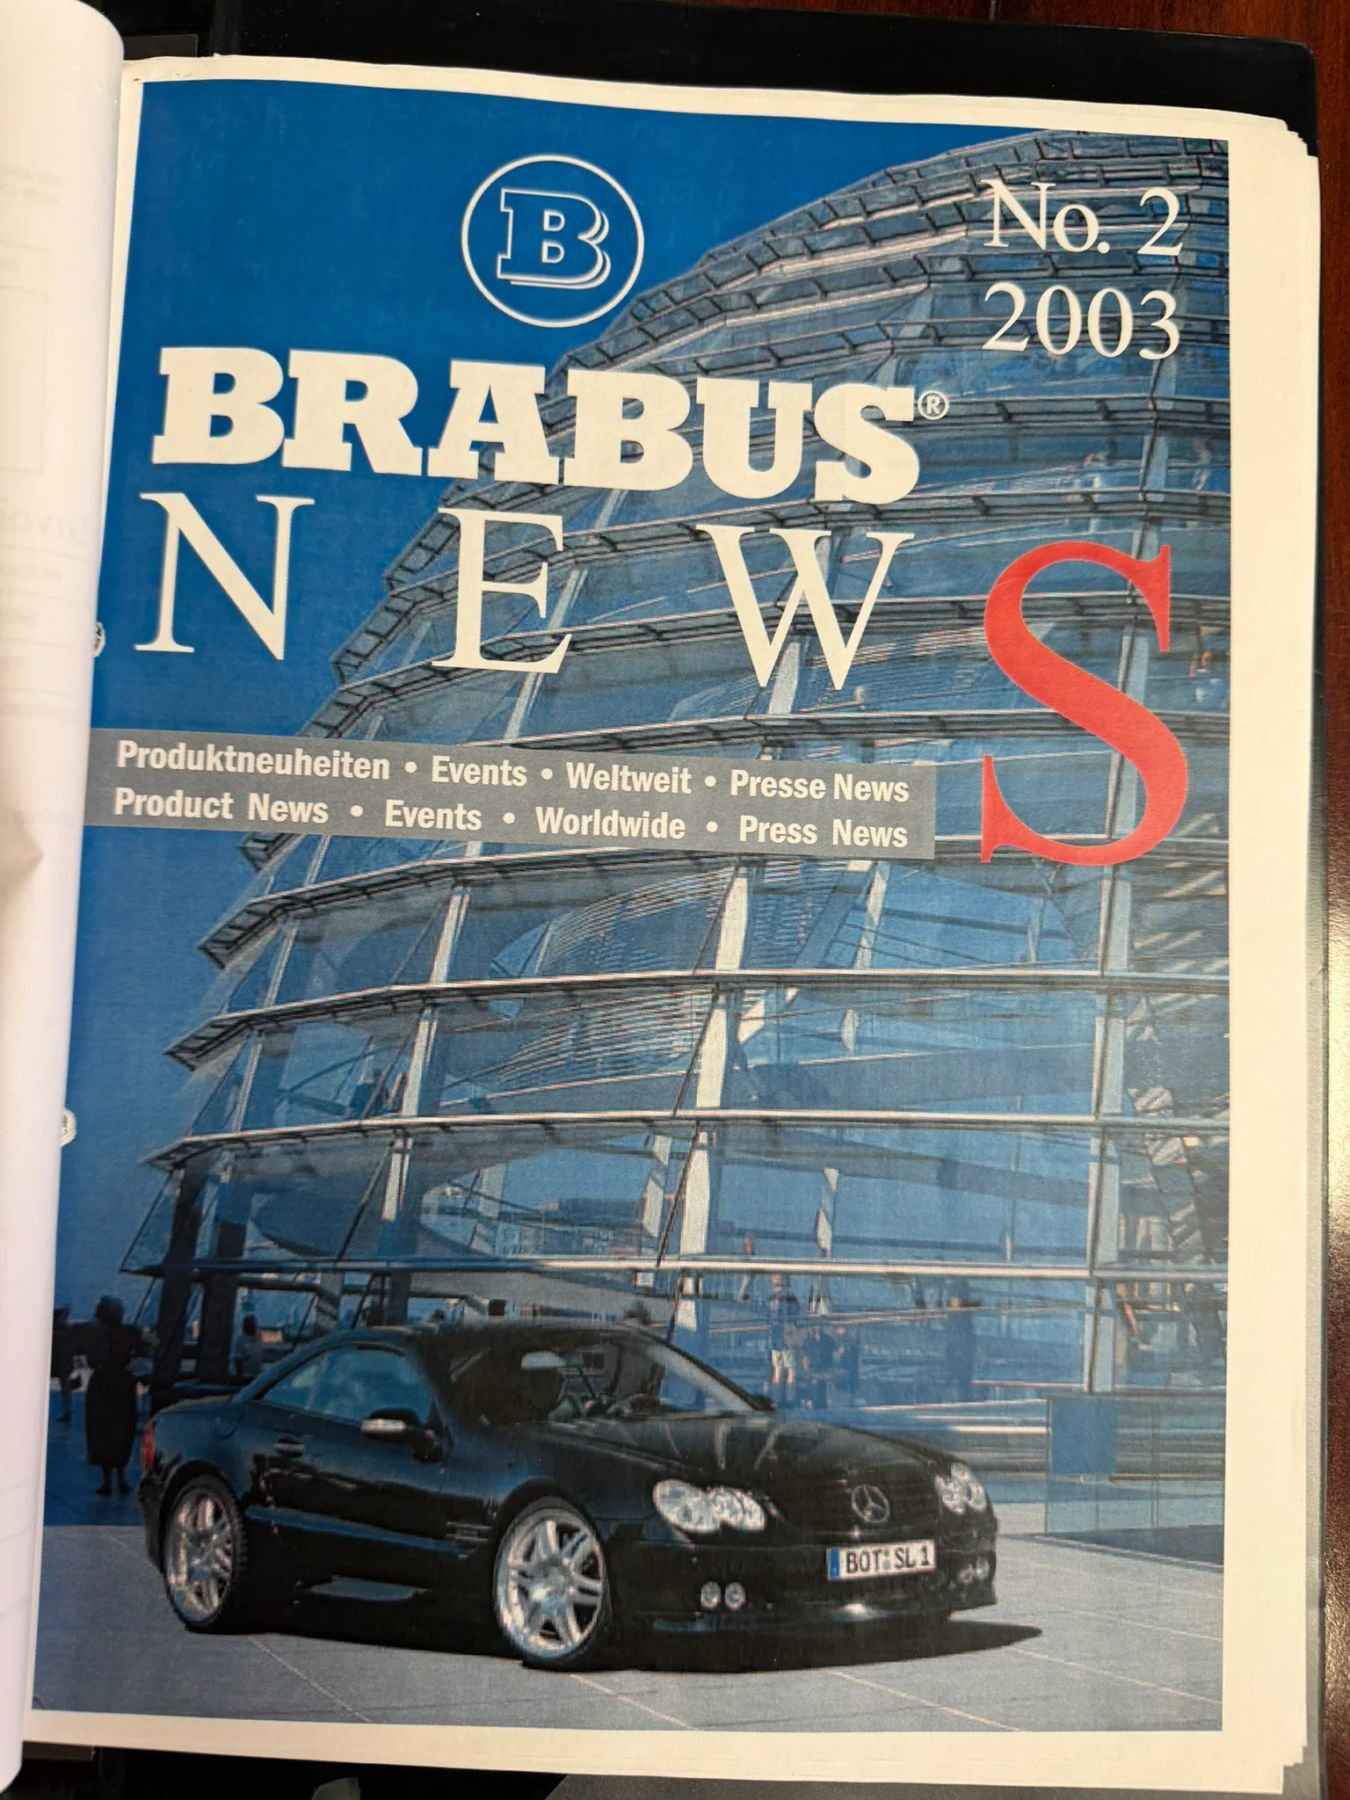 B
No. 2
2003
BRABUS®
NEWS
Produktneuheiten • Events • Weltweit • Presse News
Product News • Events • Worldwide • Press News
BOT SL 1